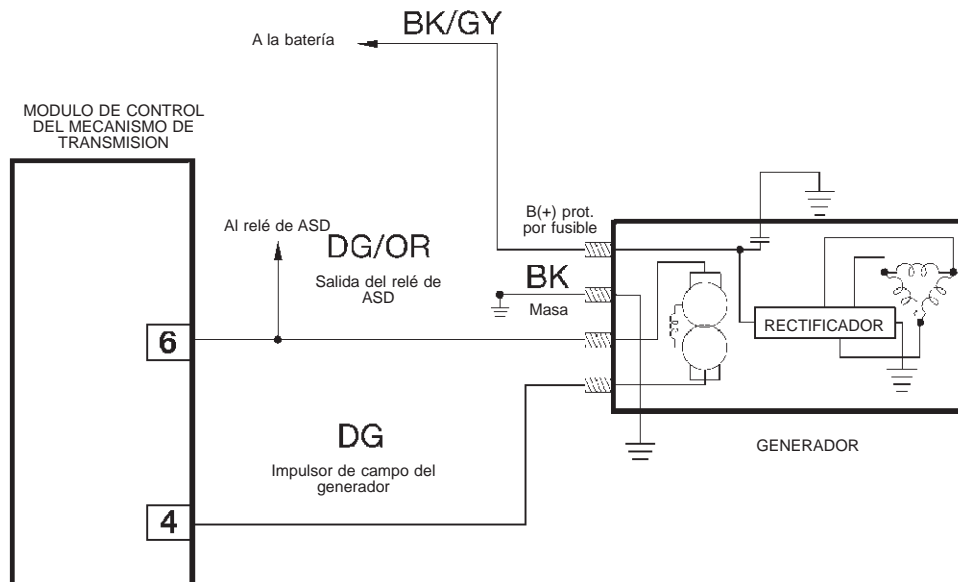 BK/GY
A la batería
MODULO DE CONTROL
DEL MECANISMO DE
TRANSMISION
B(+) prot.
por fusible
Al relé de ASD
DG/OR
Salida del relé de
ASD
BK
Masa
RECTIFICADOR
6
GENERADOR
DG
Impulsor de campo del
generador
4